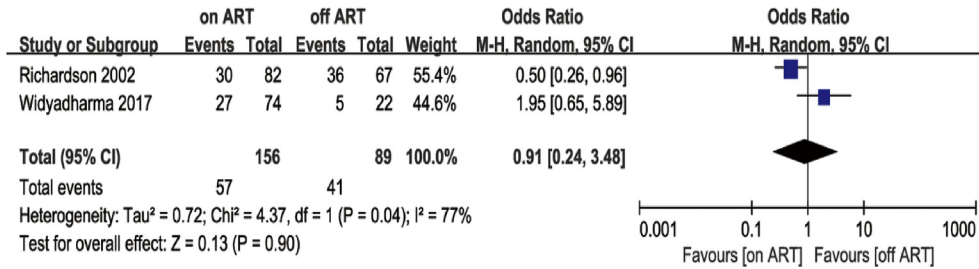 on ART off ART Odds Ratio Odds Ratio
Study or Subgroup Events Total Events Total Weight M-H, Random, 95% CI M-H, Random, 95% CI
Richardson 2002 30 82 36 67 55.4% 0.50 [0.26, 0.96]
Widyadharma 2017 27 74 5 22 44.6% 1.95 [0.65, 5.89]
Total (95% CI) 156 89 100.0% 0.91 [0.24, 3.48]
Total events 57 41
Heterogeneity: Tau² = 0.72; Chi² = 4.37, df = 1 (P = 0.04); I² = 77%
Test for overall effect: Z = 0.13 (P = 0.90)
0.001 0.1 1 10 1000
Favours [on ART] Favours [off ART]